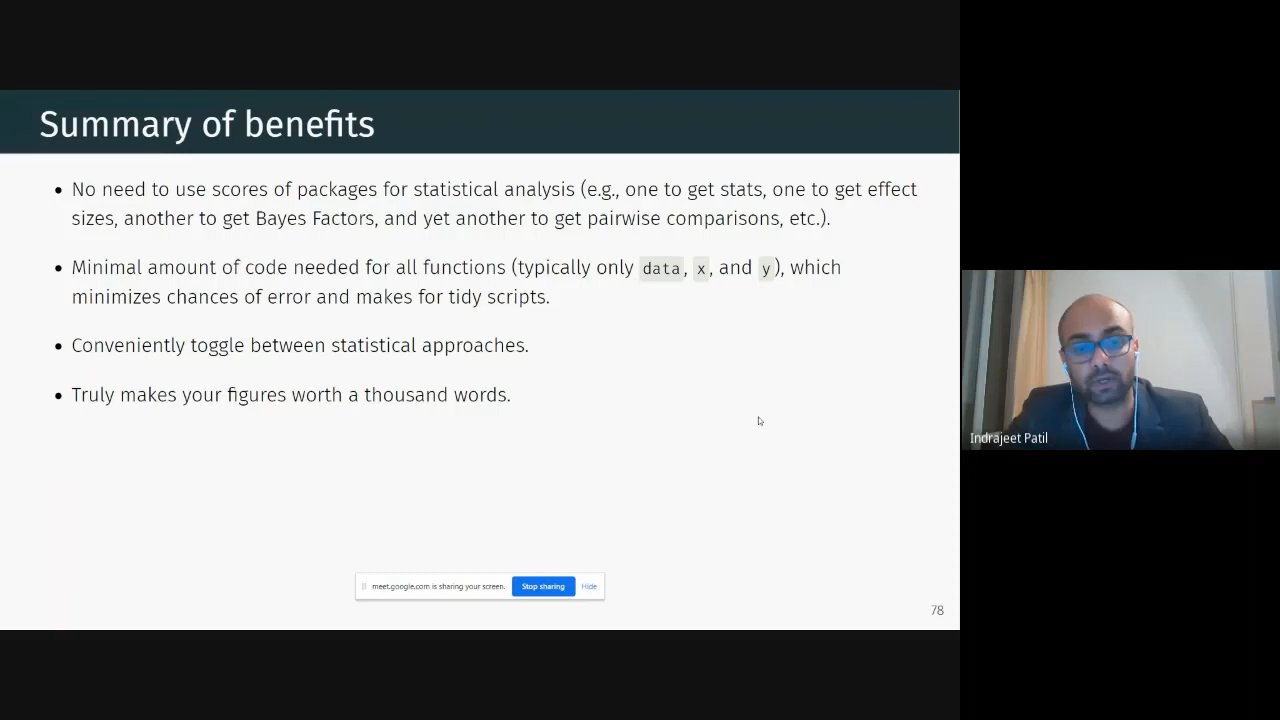 Summary of benefits
• No need to use scores of packages for statistical analysis (e.g., one to get stats, one to get effect
sizes, another to get Bayes Factors, and yet another to get pairwise comparisons, etc.).
• Minimal amount of code needed for all functions (typically only data, x, and y), which
minimizes chances of error and makes for tidy scripts.
• Conveniently toggle between statistical approaches.
• Truly makes your figures worth a thousand words.
Indrajeet Patil
meet.google.com is sharing your screen. Stop sharing Hide
78